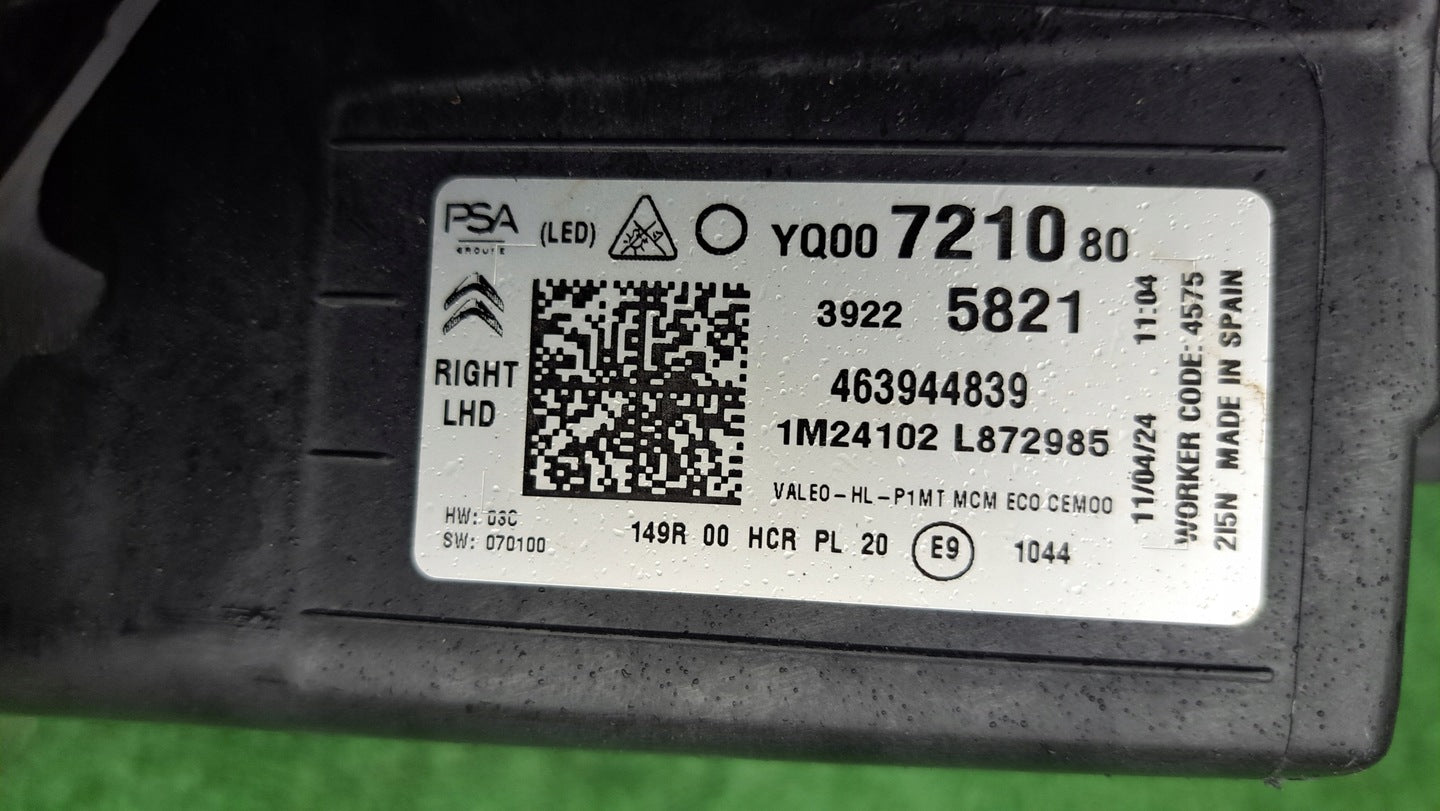 PSA
GROUPE
(LED)
YQ00 7210 80
3922 5821
RIGHT
LHD
463944839
1M24102 L872985
VALEO-HL-P1MT MCM ECO CEM00
HW: 03C
SW: 070100
149R 00 HCR PL 20 E9 1044
11/04/24 11:04
WORKER CODE: 4575
215N MADE IN SPAIN